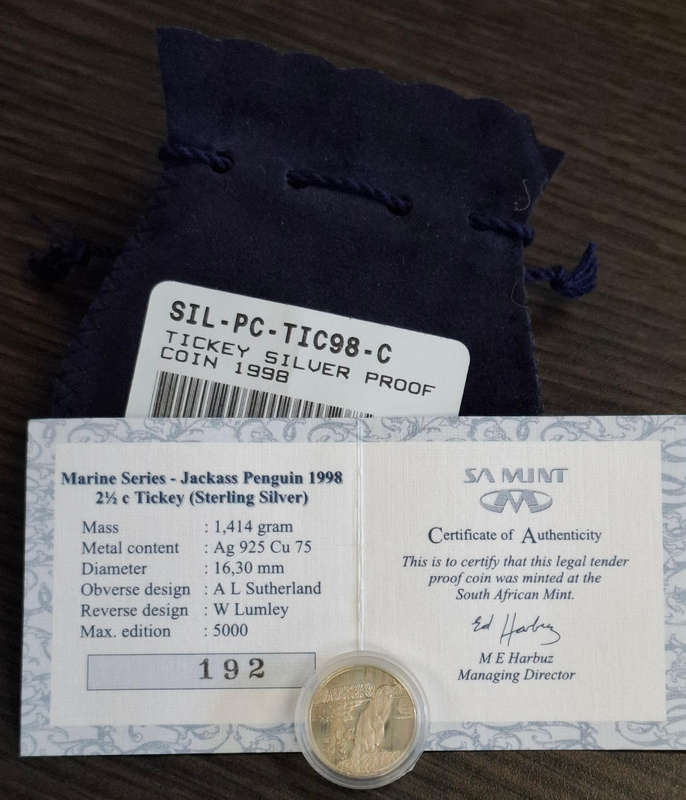 SIL-PC-TIC98-C
TICKEY SILVER PROOF
COIN 1998
Marine Series - Jackass Penguin 1998
2½ c Tickey (Sterling Silver)
Mass : 1,414 gram
Metal content : Ag 925 Cu 75
Diameter : 16,30 mm
Obverse design : A L Sutherland
Reverse design : W Lumley
Max. edition : 5000
192
SA MINT
Certificate of Authenticity
This is to certify that this legal tender
proof coin was minted at the
South African Mint.
Ed Harbuz
M E Harbuz
Managing Director